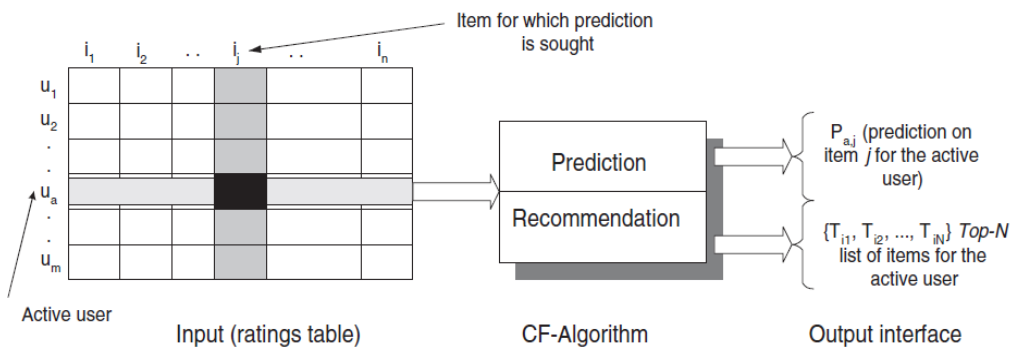 Item for which prediction
is sought
i1 i2 . . ij . . in
u1
u2
.
.
ua
.
.
um
Active user
Input (ratings table)
Prediction
Recommendation
CF-Algorithm
Pa,j (prediction on
item j for the active
user)
{Ti1, Ti2, ..., TiN} Top-N
list of items for the
active user
Output interface